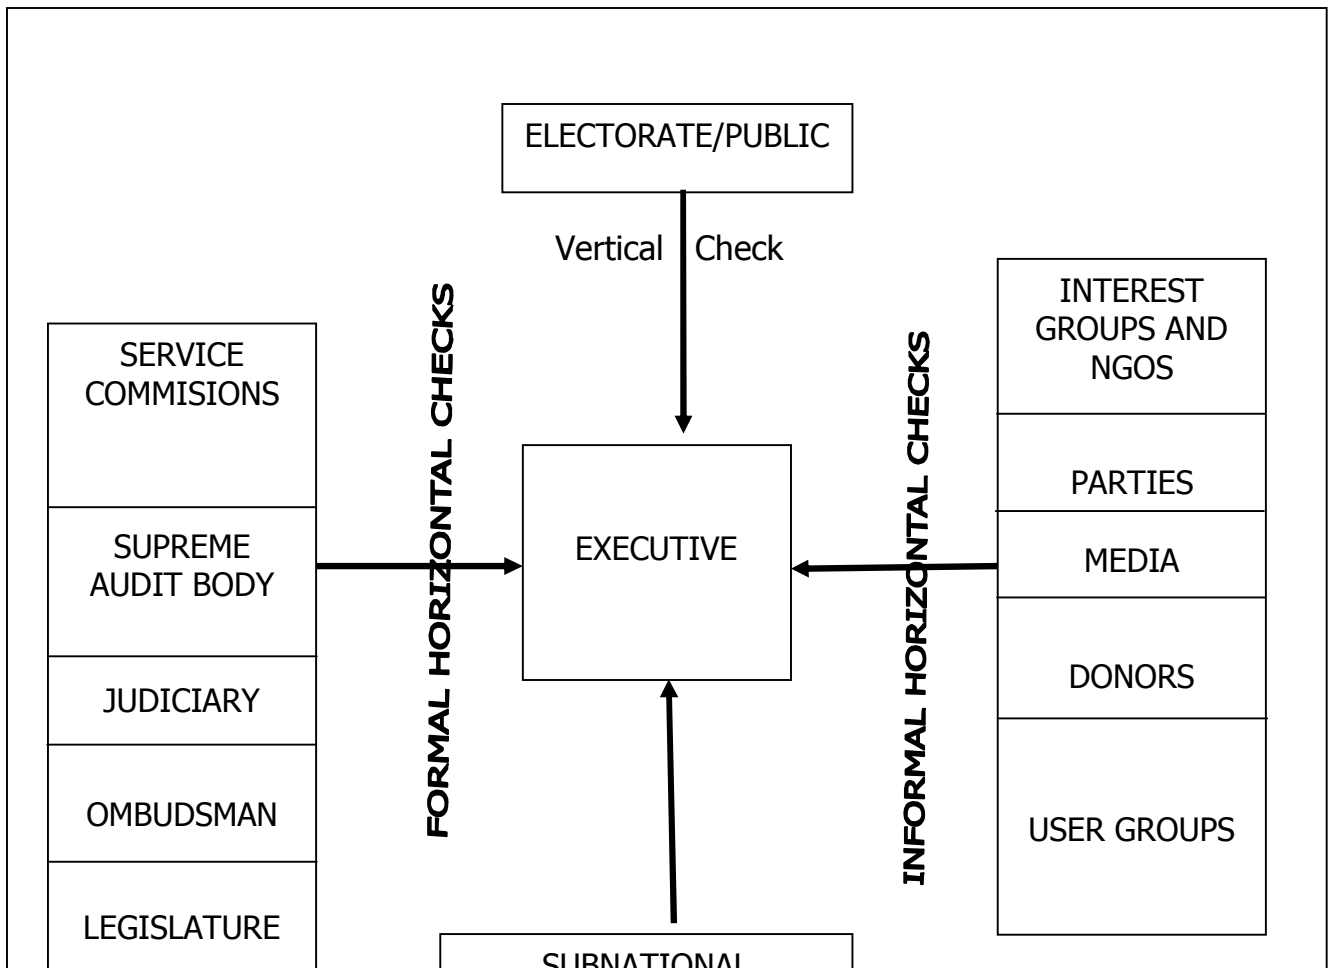 ELECTORATE/PUBLIC
Vertical Check
SERVICE
COMMISIONS
SUPREME
AUDIT BODY
JUDICIARY
OMBUDSMAN
LEGISLATURE
FORMAL HORIZONTAL CHECKS
EXECUTIVE
INFORMAL HORIZONTAL CHECKS
INTEREST
GROUPS AND
NGOS
PARTIES
MEDIA
DONORS
USER GROUPS
SUBNATIONAL